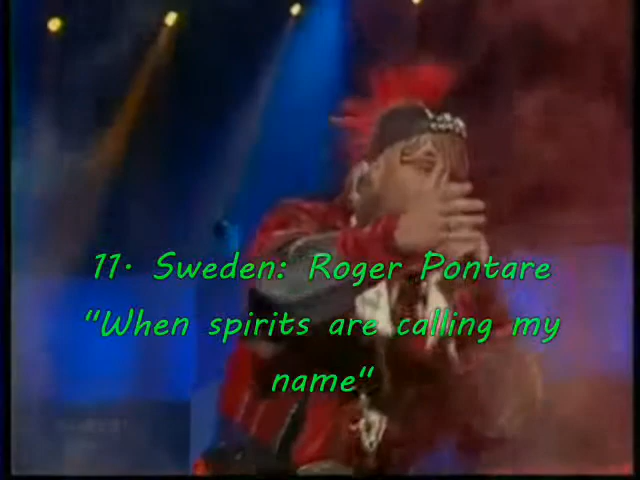 11. Sweden: Roger Pontare
"When spirits are calling my
name"